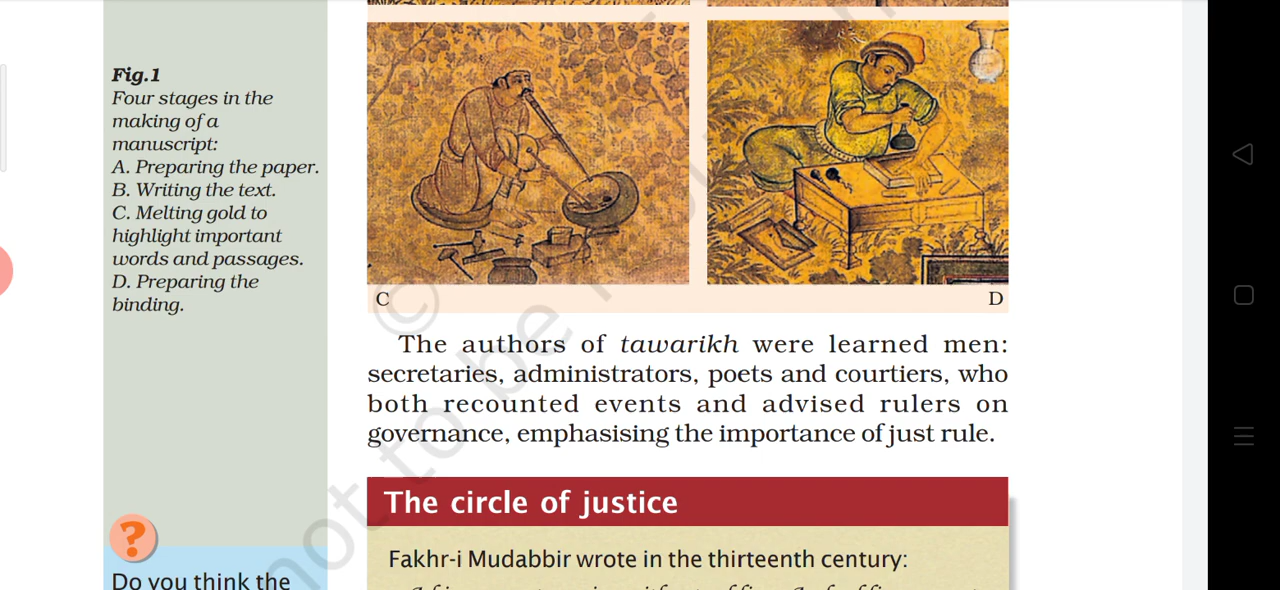 Fig.1
Four stages in the
making of a
manuscript:
A. Preparing the paper.
B. Writing the text.
C. Melting gold to
highlight important
words and passages.
D. Preparing the
binding.
C
D
The authors of tawarikh were learned men:
secretaries, administrators, poets and courtiers, who
both recounted events and advised rulers on
governance, emphasising the importance of just rule.
The circle of justice
Fakhr-i Mudabbir wrote in the thirteenth century:
?
Do you think the
© not to be